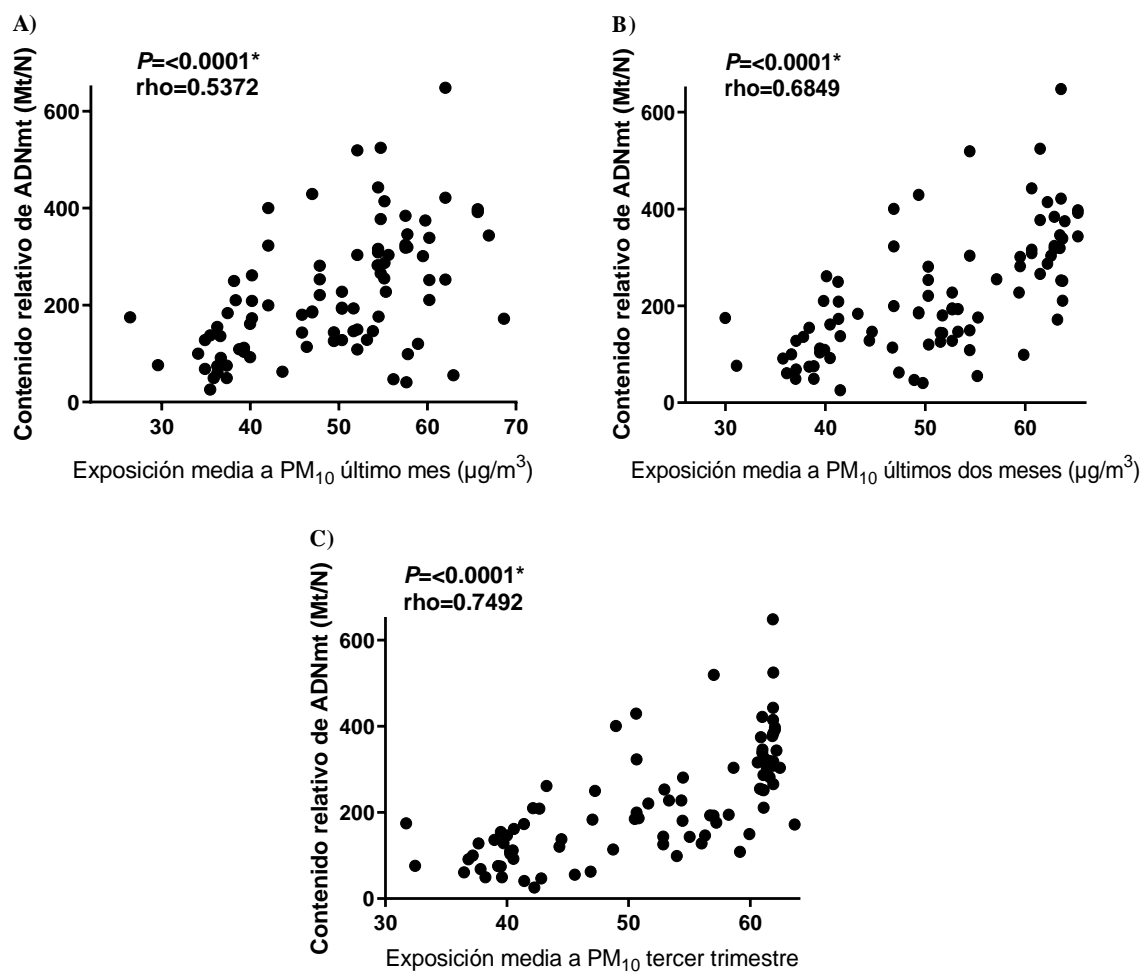 A)
P=<0.0001*
rho=0.5372
Contenido relativo de ADNmt (Mt/N)
600
400
200
0
30 40 50 60 70
Exposición media a PM10 último mes (µg/m3)
B)
P=<0.0001*
rho=0.6849
Contenido relativo de ADNmt (Mt/N)
600
400
200
0
30 40 50 60
Exposición media a PM10 últimos dos meses (µg/m3)
C)
P=<0.0001*
rho=0.7492
Contenido relativo de ADNmt (Mt/N)
600
400
200
0
30 40 50 60
Exposición media a PM10 tercer trimestre